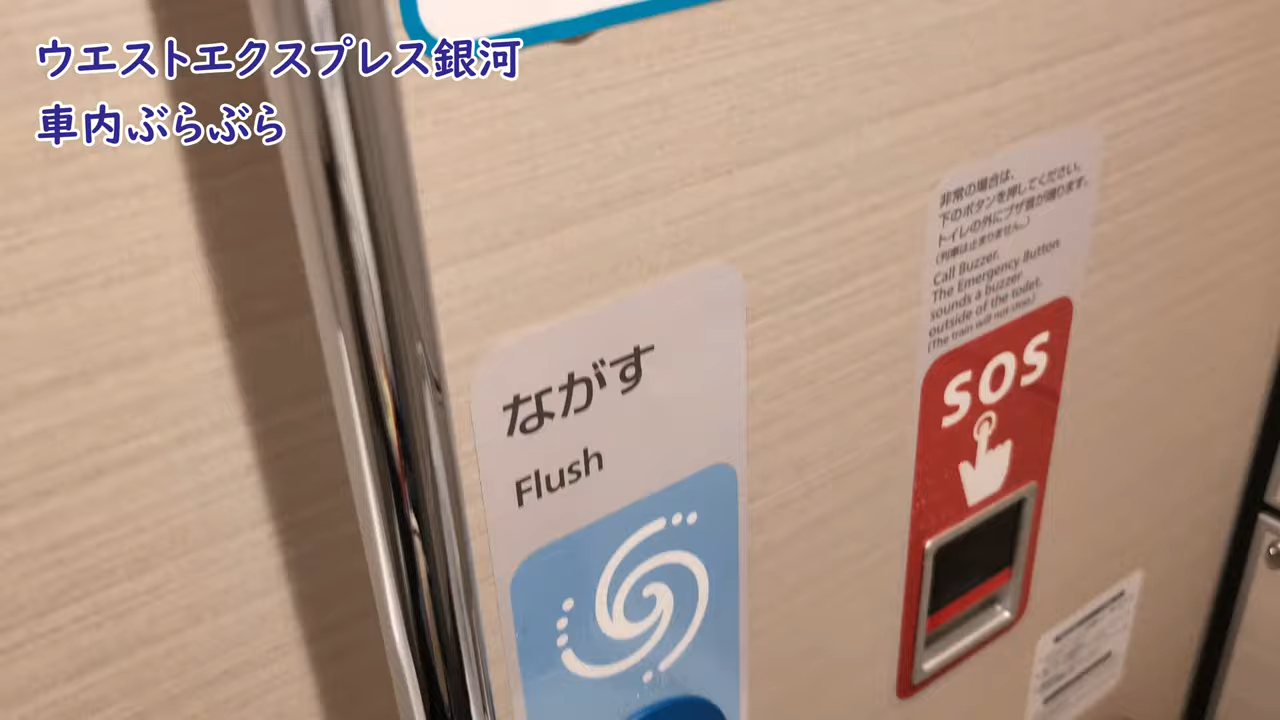 ウエストエクスプレス銀河
車内ぶらぶら
非常の場合は、
下のボタンを押してください。
トイレの外にブザ音が鳴ります。
(列車は止まりません。)
Call Buzzer.
The Emergency Button
sounds a buzzer
outside of the toilet.
(The train will not stop.)
SOS
ながす
Flush